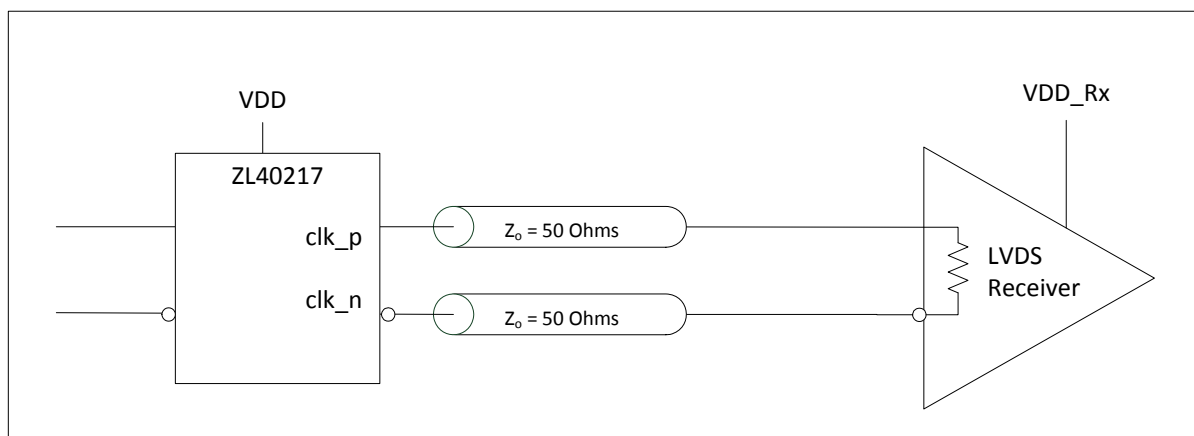 VDD
VDD_Rx
ZL40217
clk_p
Zₒ = 50 Ohms
LVDS
Receiver
clk_n
Zₒ = 50 Ohms